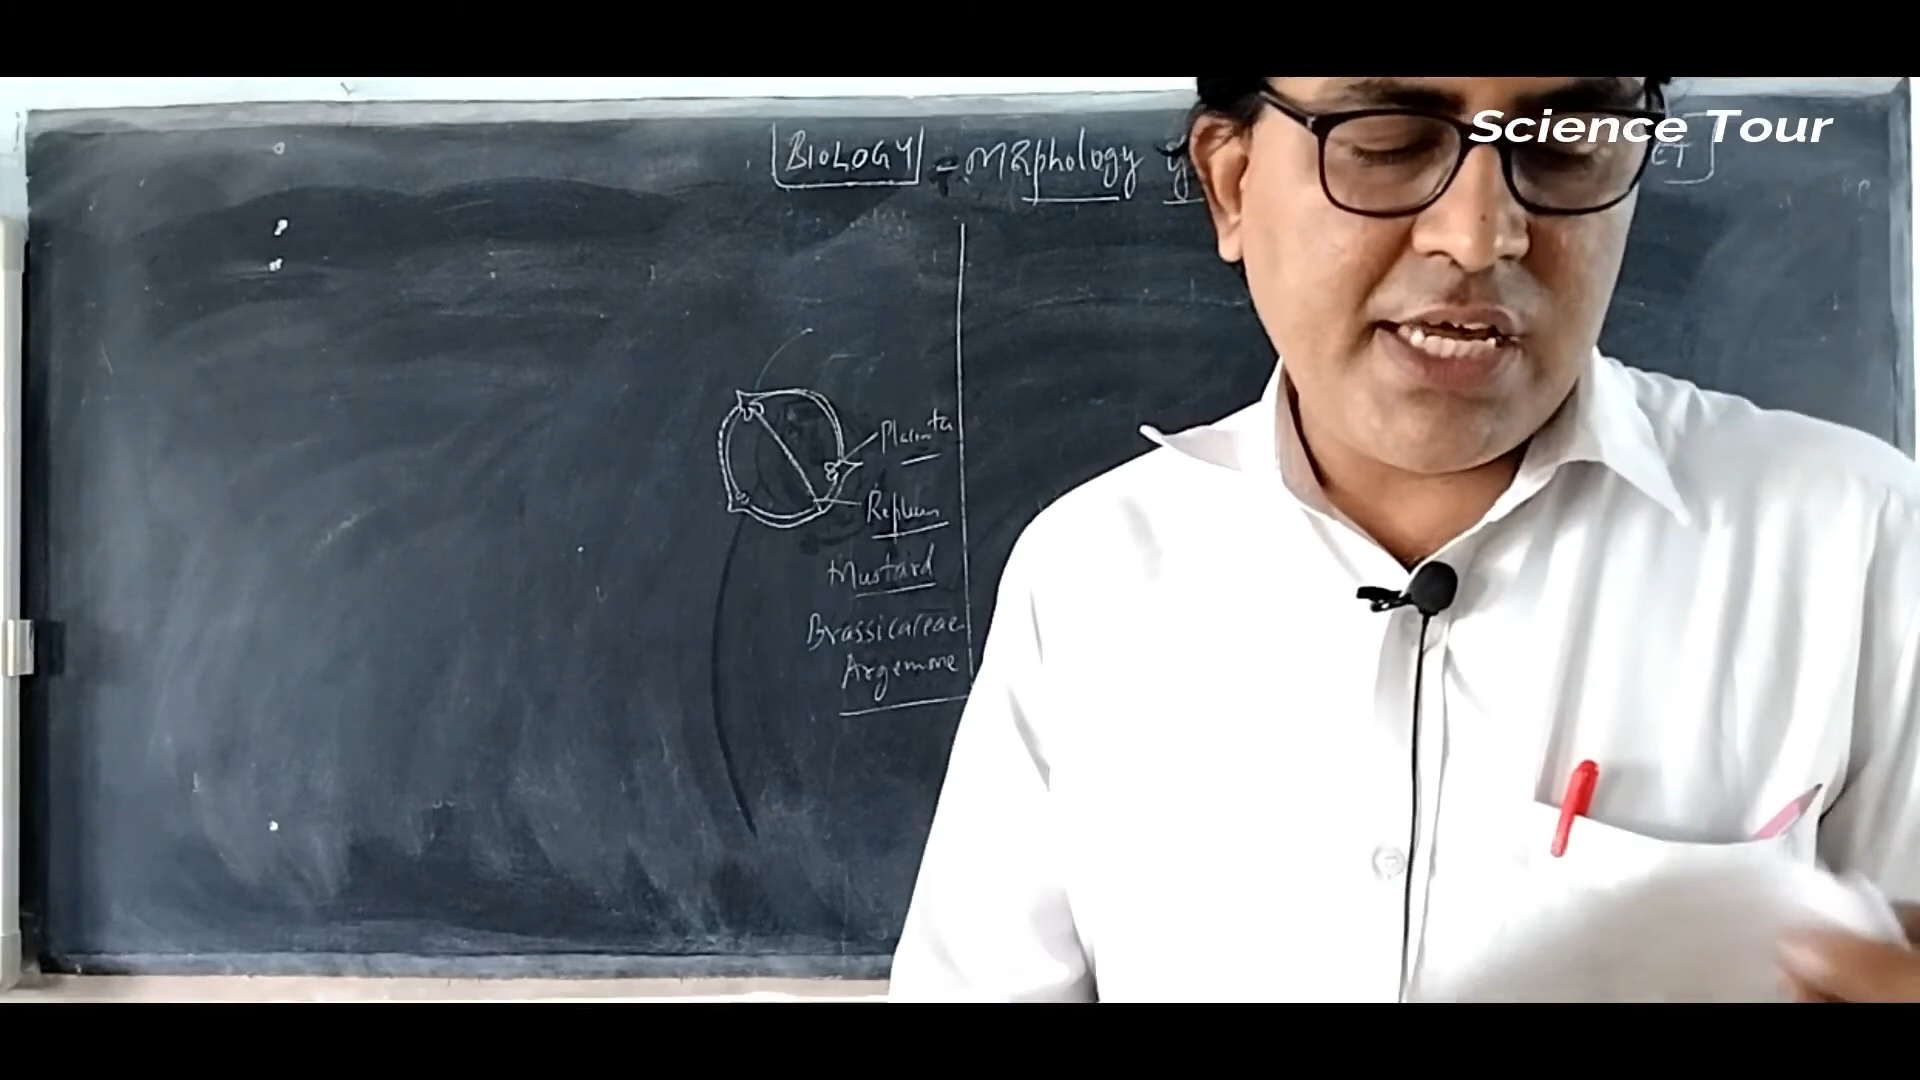 Science Tour
BIOLOGY - Morphology
Placenta
Replum
Mustard
Brassicaceae
Argemone